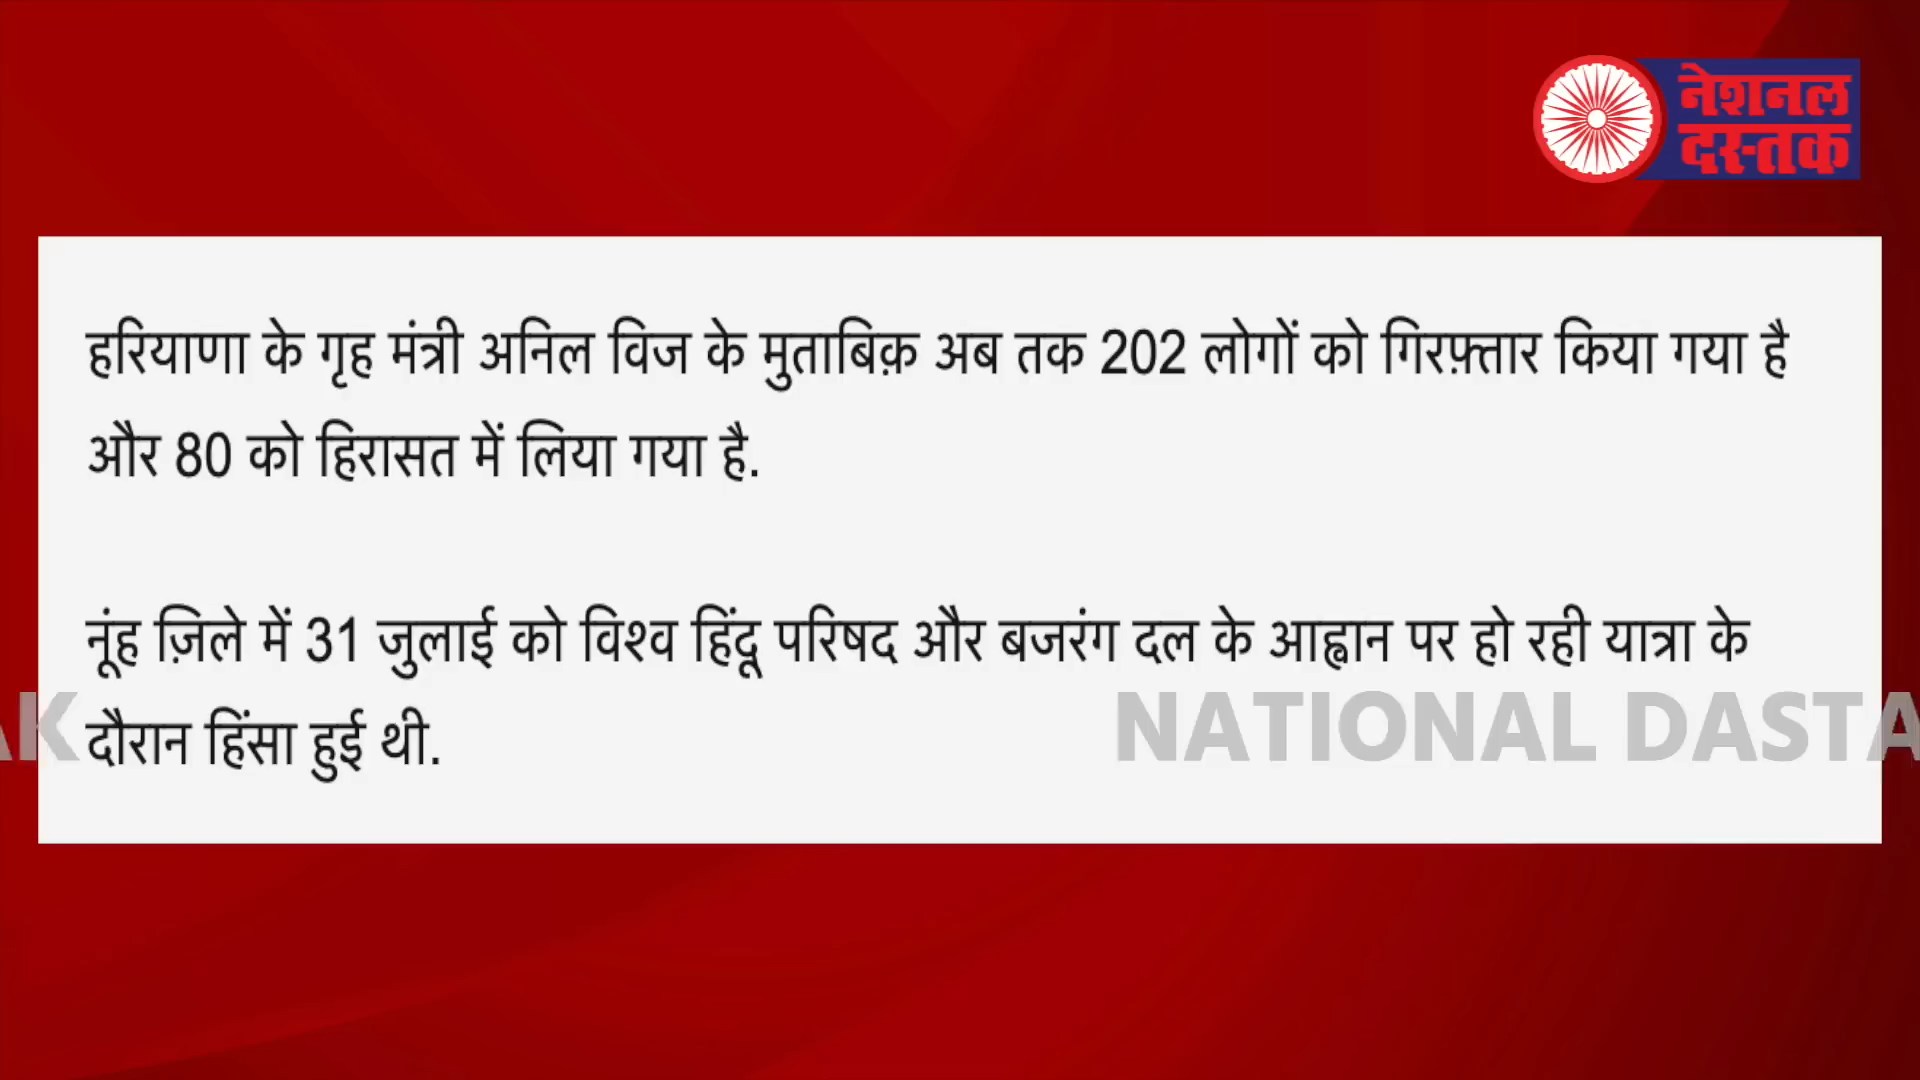 नेशनल
दस्तक
हरियाणा के गृह मंत्री अनिल विज के मुताबिक़ अब तक 202 लोगों को गिरफ़्तार किया गया है
और 80 को हिरासत में लिया गया है.
नूंह ज़िले में 31 जुलाई को विश्व हिंदू परिषद और बजरंग दल के आह्वान पर हो रही यात्रा के
दौरान हिंसा हुई थी.
AK
NATIONAL DASTA